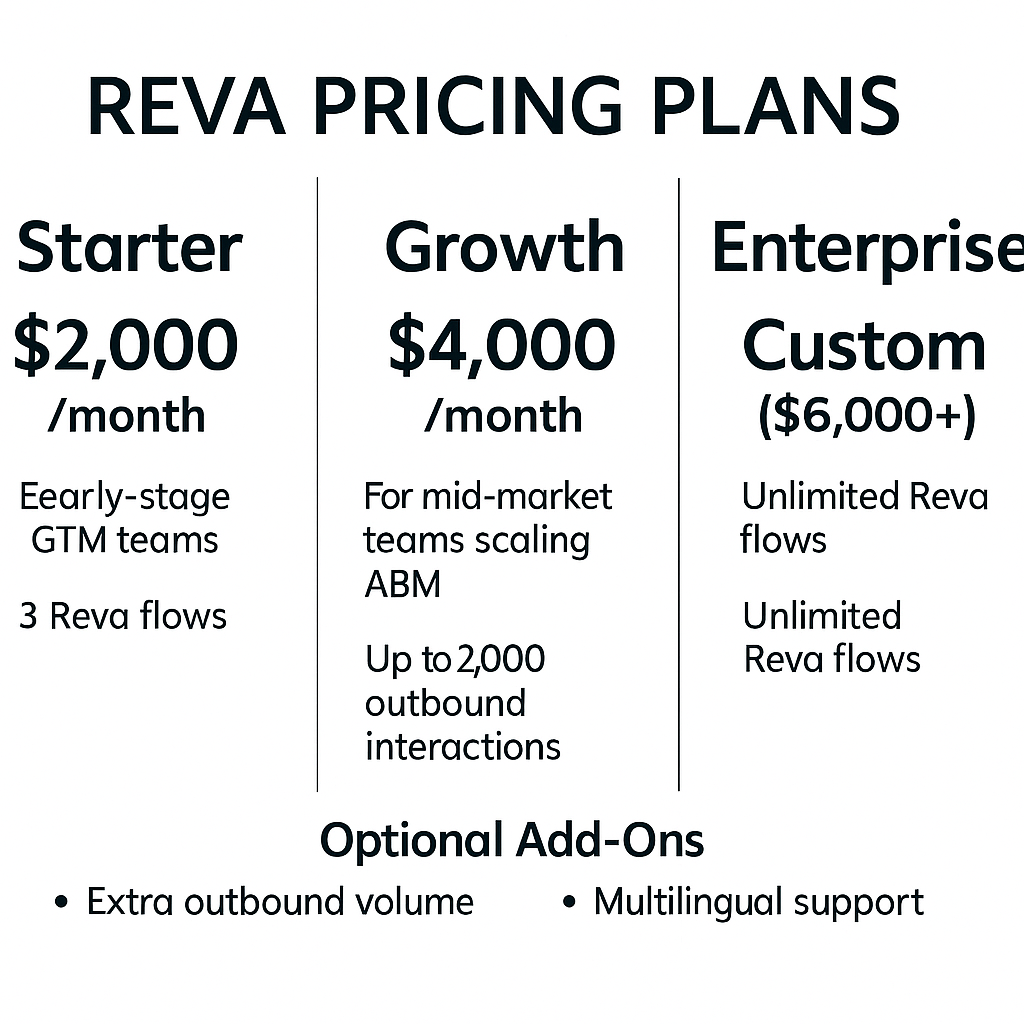 REVA PRICING PLANS
Starter
$2,000
/month
Eearly-stage
GTM teams
3 Reva flows
Growth
$4,000
/month
For mid-market
teams scaling
ABM
Up to 2,000
outbound
interactions
Enterprise
Custom
($6,000+)
Unlimited Reva
flows
Unlimited
Reva flows
Optional Add-Ons
• Extra outbound volume
• Multilingual support